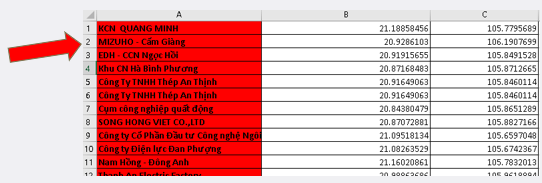 A B C
1 KCN QUANG MINH 21.18858456 105.7795689
2 MIZUHO - Cẩm Giàng 20.9286103 106.1907699
3 EDH - CCN Ngọc Hồi 20.91915655 105.8491528
4 Khu CN Hà Bình Phương 20.87168483 105.8712665
5 Công Ty TNHH Thép An Thịnh 20.91649063 105.8460114
6 Công Ty TNHH Thép An Thịnh 20.91649063 105.8460114
7 Cụm công nghiệp quất động 20.84380479 105.8651289
8 SONG HONG VIET CO.,LTD 20.87072881 105.8827166
9 Công ty Cổ Phần Đầu tư Công nghệ Ngôi 21.09518134 105.6597048
10 Công ty Điện lực Đan Phượng 21.08263529 105.6742367
11 Nam Hồng - Đông Anh 21.16020861 105.7832013
12 Thanh An Electric Factory